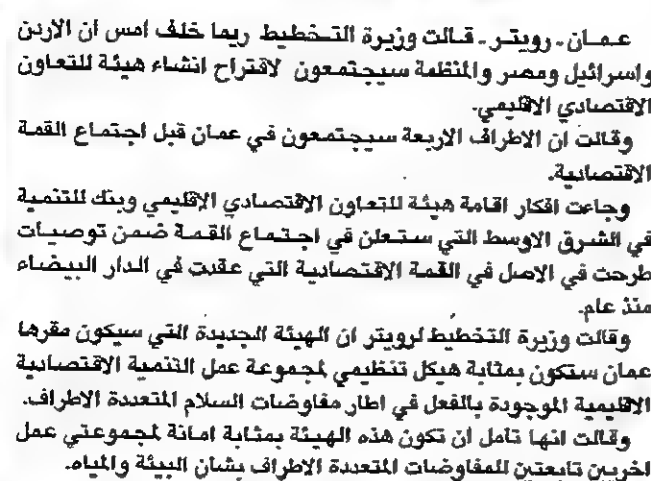 عمان ـ رويتر ـ قالت وزيرة التخطيط ريما خلف امس ان الاردن
واسرائيل ومصر والمنظمة سيجتمعون لاقتراح انشاء هيئة للتعاون
الاقتصادي الاقليمي.
وقالت ان الاطراف الاربعة سيجتمعون في عمان قبل اجتماع القمة
الاقتصادية.
وجاءت افكار اقامة هيئة للتعاون الاقتصادي الإقليمي وبنك للتنمية
في الشرق الاوسط التي ستعلن في اجتماع القمة ضمن توصيات
طرحت في الاصل في القمة الاقتصادية التي عقدت في الدار البيضاء
منذ عام.
وقالت وزيرة التخطيط لرويتر ان الهيئة الجديدة التي سيكون مقرها
عمان ستكون بمثابة هيكل تنظيمي لمجموعة عمل التنمية الاقتصادية
الاقليمية الموجودة بالفعل في اطار مفاوضات السلام المتعددة الاطراف.
وقالت انها تامل ان تكون هذه الهيئة بمثابة امانة لمجموعتي عمل
اخريين تابعتين للمفاوضات المتعددة الاطراف بشان البيئة والمياه.